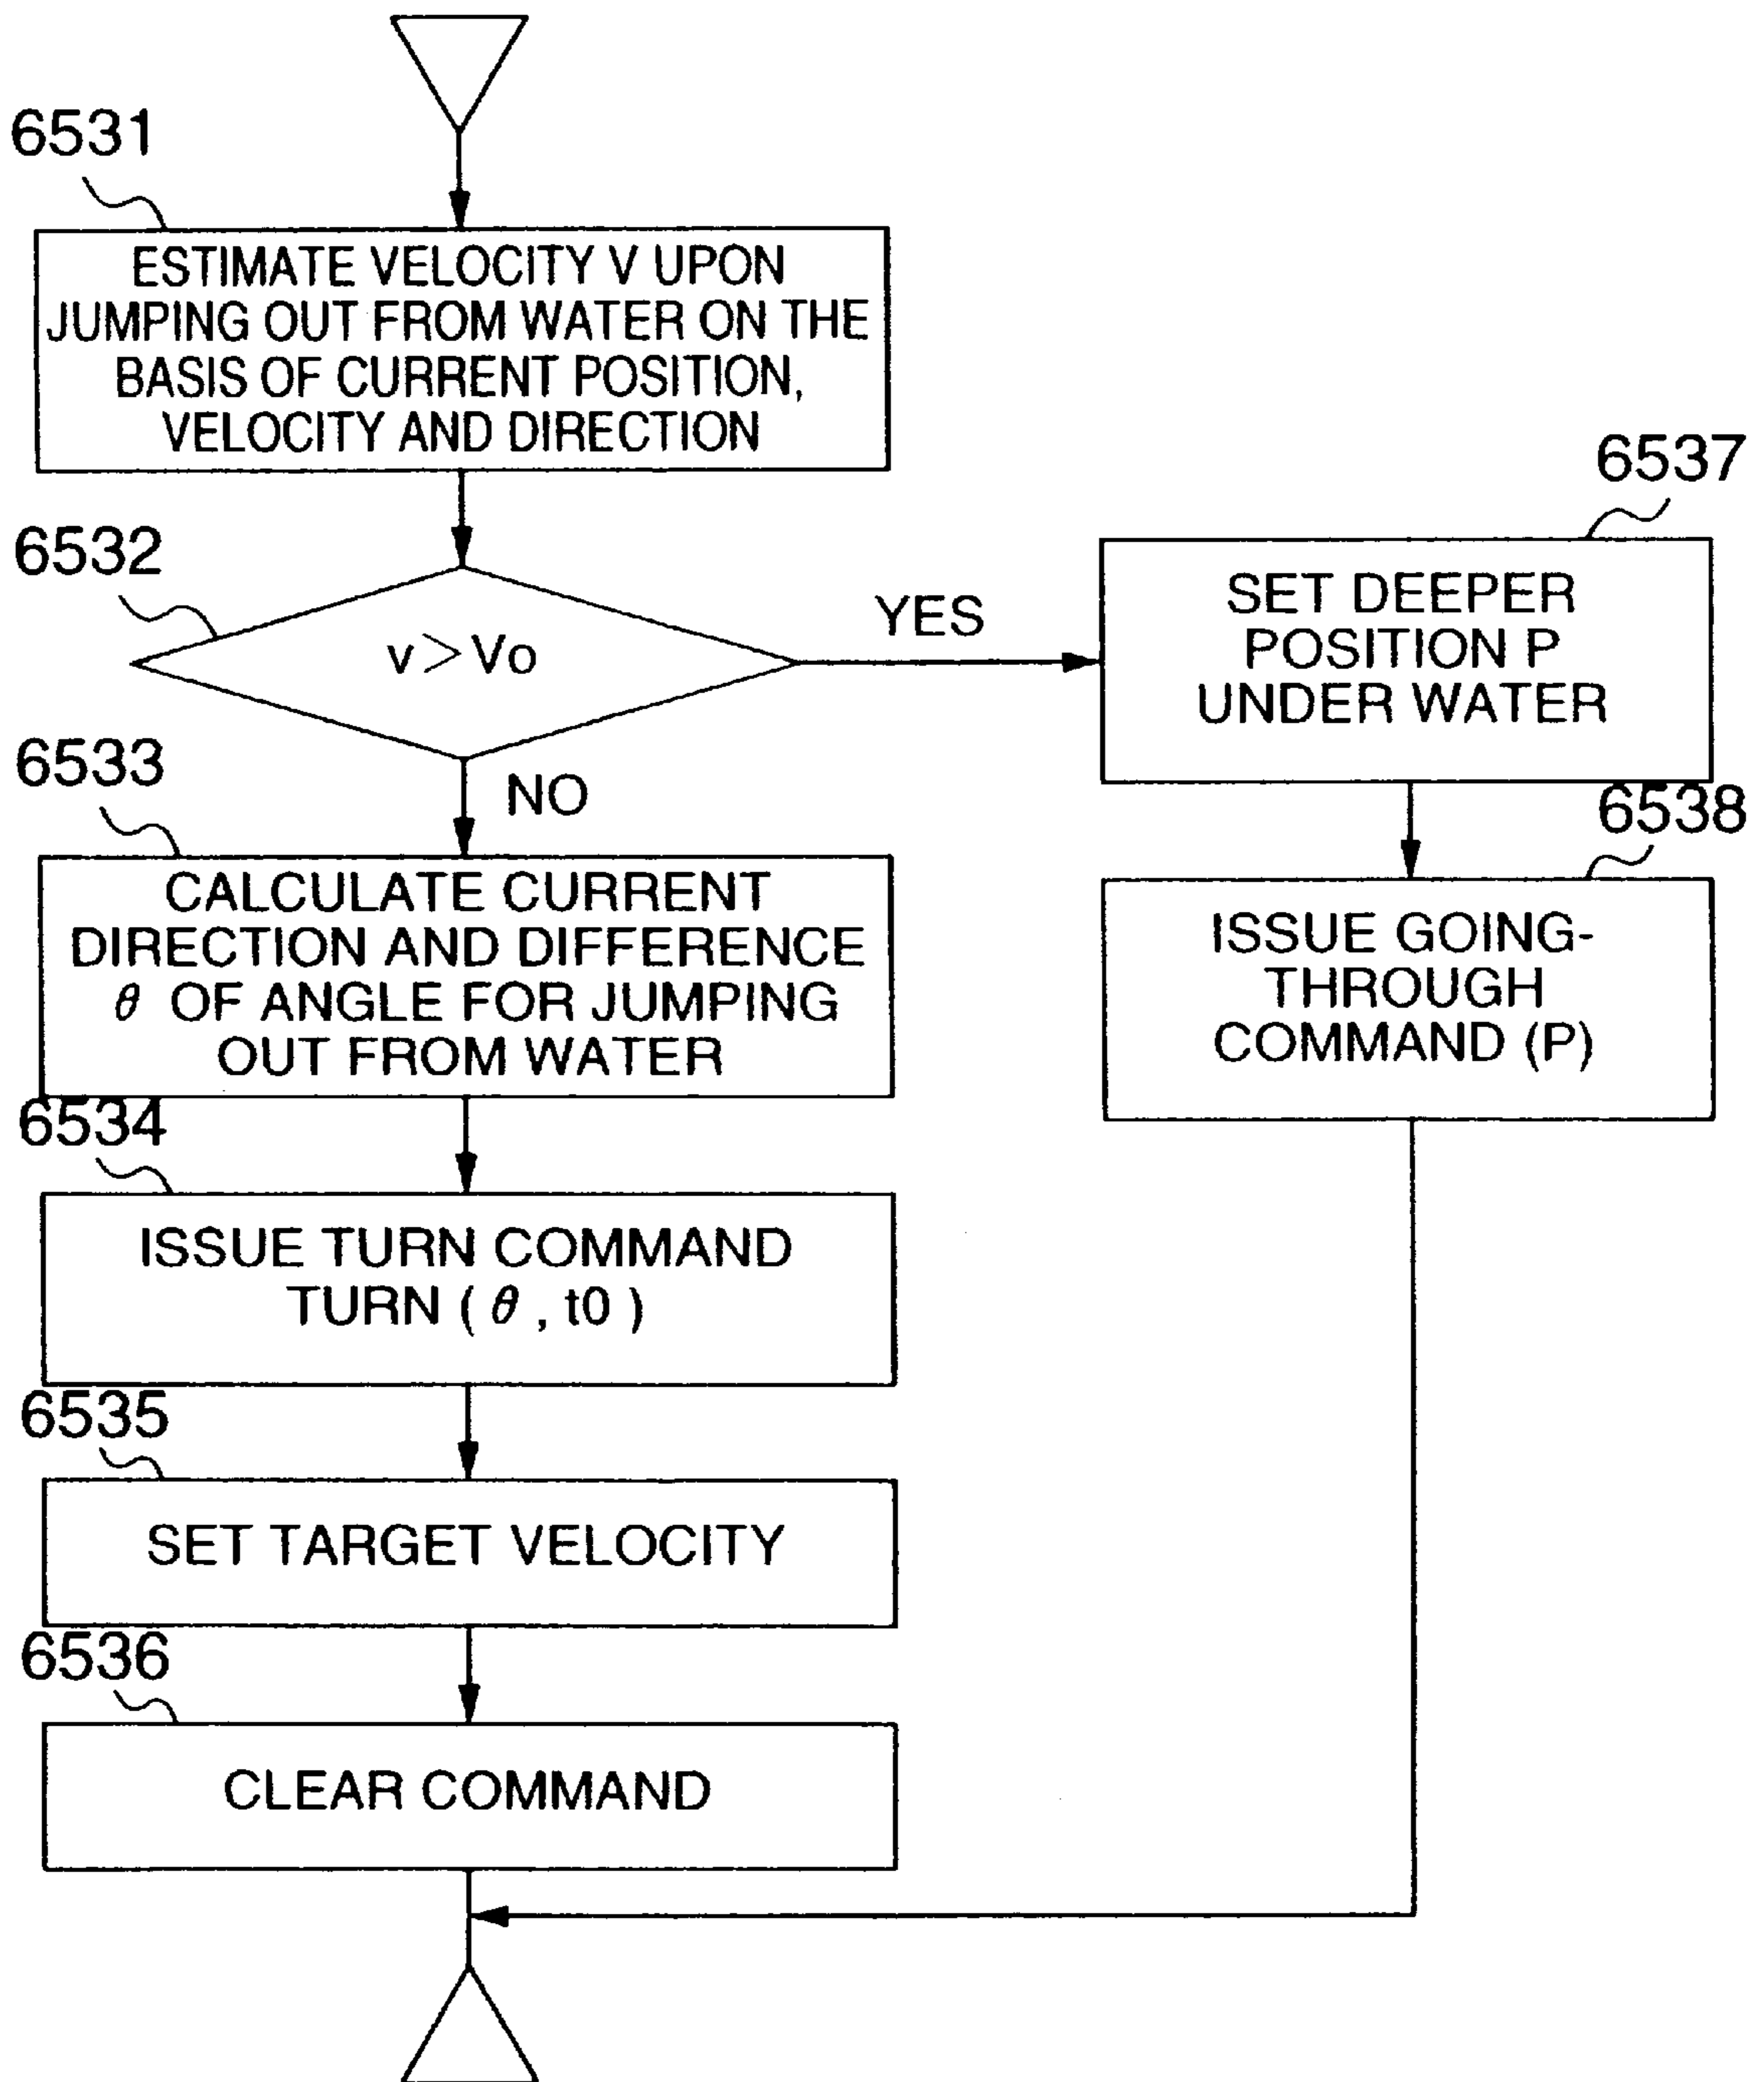 6531
ESTIMATE VELOCITY V UPON
JUMPING OUT FROM WATER ON THE
BASIS OF CURRENT POSITION,
VELOCITY AND DIRECTION
6532
v > Vo
YES
NO
6537
SET DEEPER
POSITION P
UNDER WATER
6538
ISSUE GOING-
THROUGH
COMMAND (P)
6533
CALCULATE CURRENT
DIRECTION AND DIFFERENCE
θ OF ANGLE FOR JUMPING
OUT FROM WATER
6534
ISSUE TURN COMMAND
TURN ( θ , t0 )
6535
SET TARGET VELOCITY
6536
CLEAR COMMAND